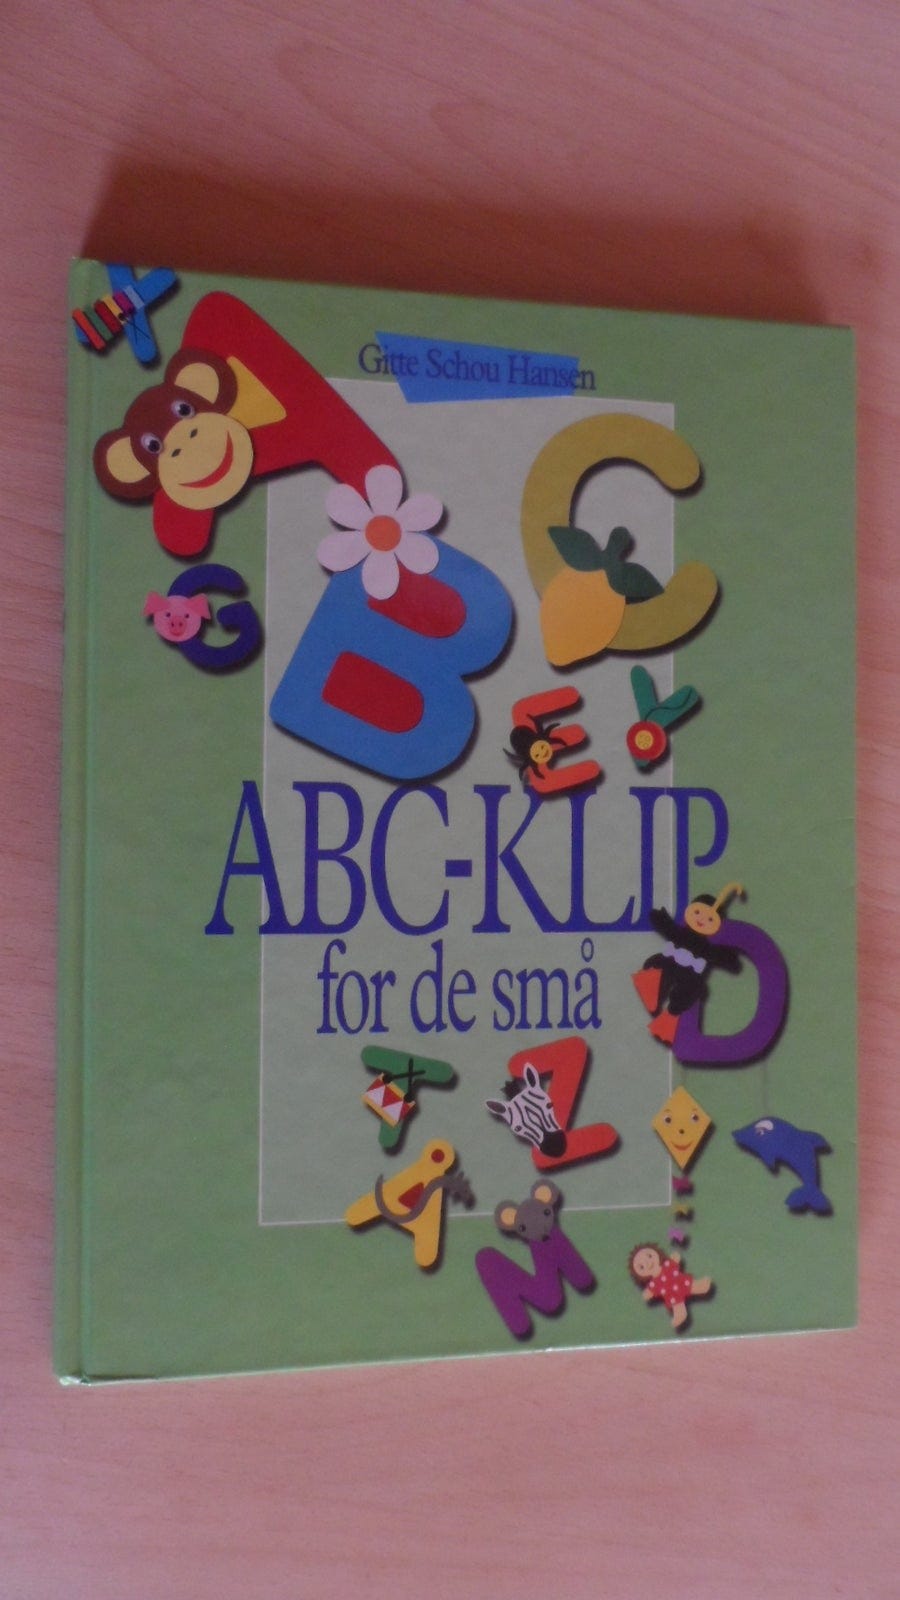 X
Gitte Schou Hansen
A
B
C
G
E
Y
ABC-KLIP
for de små
D
T
Z
Å
M